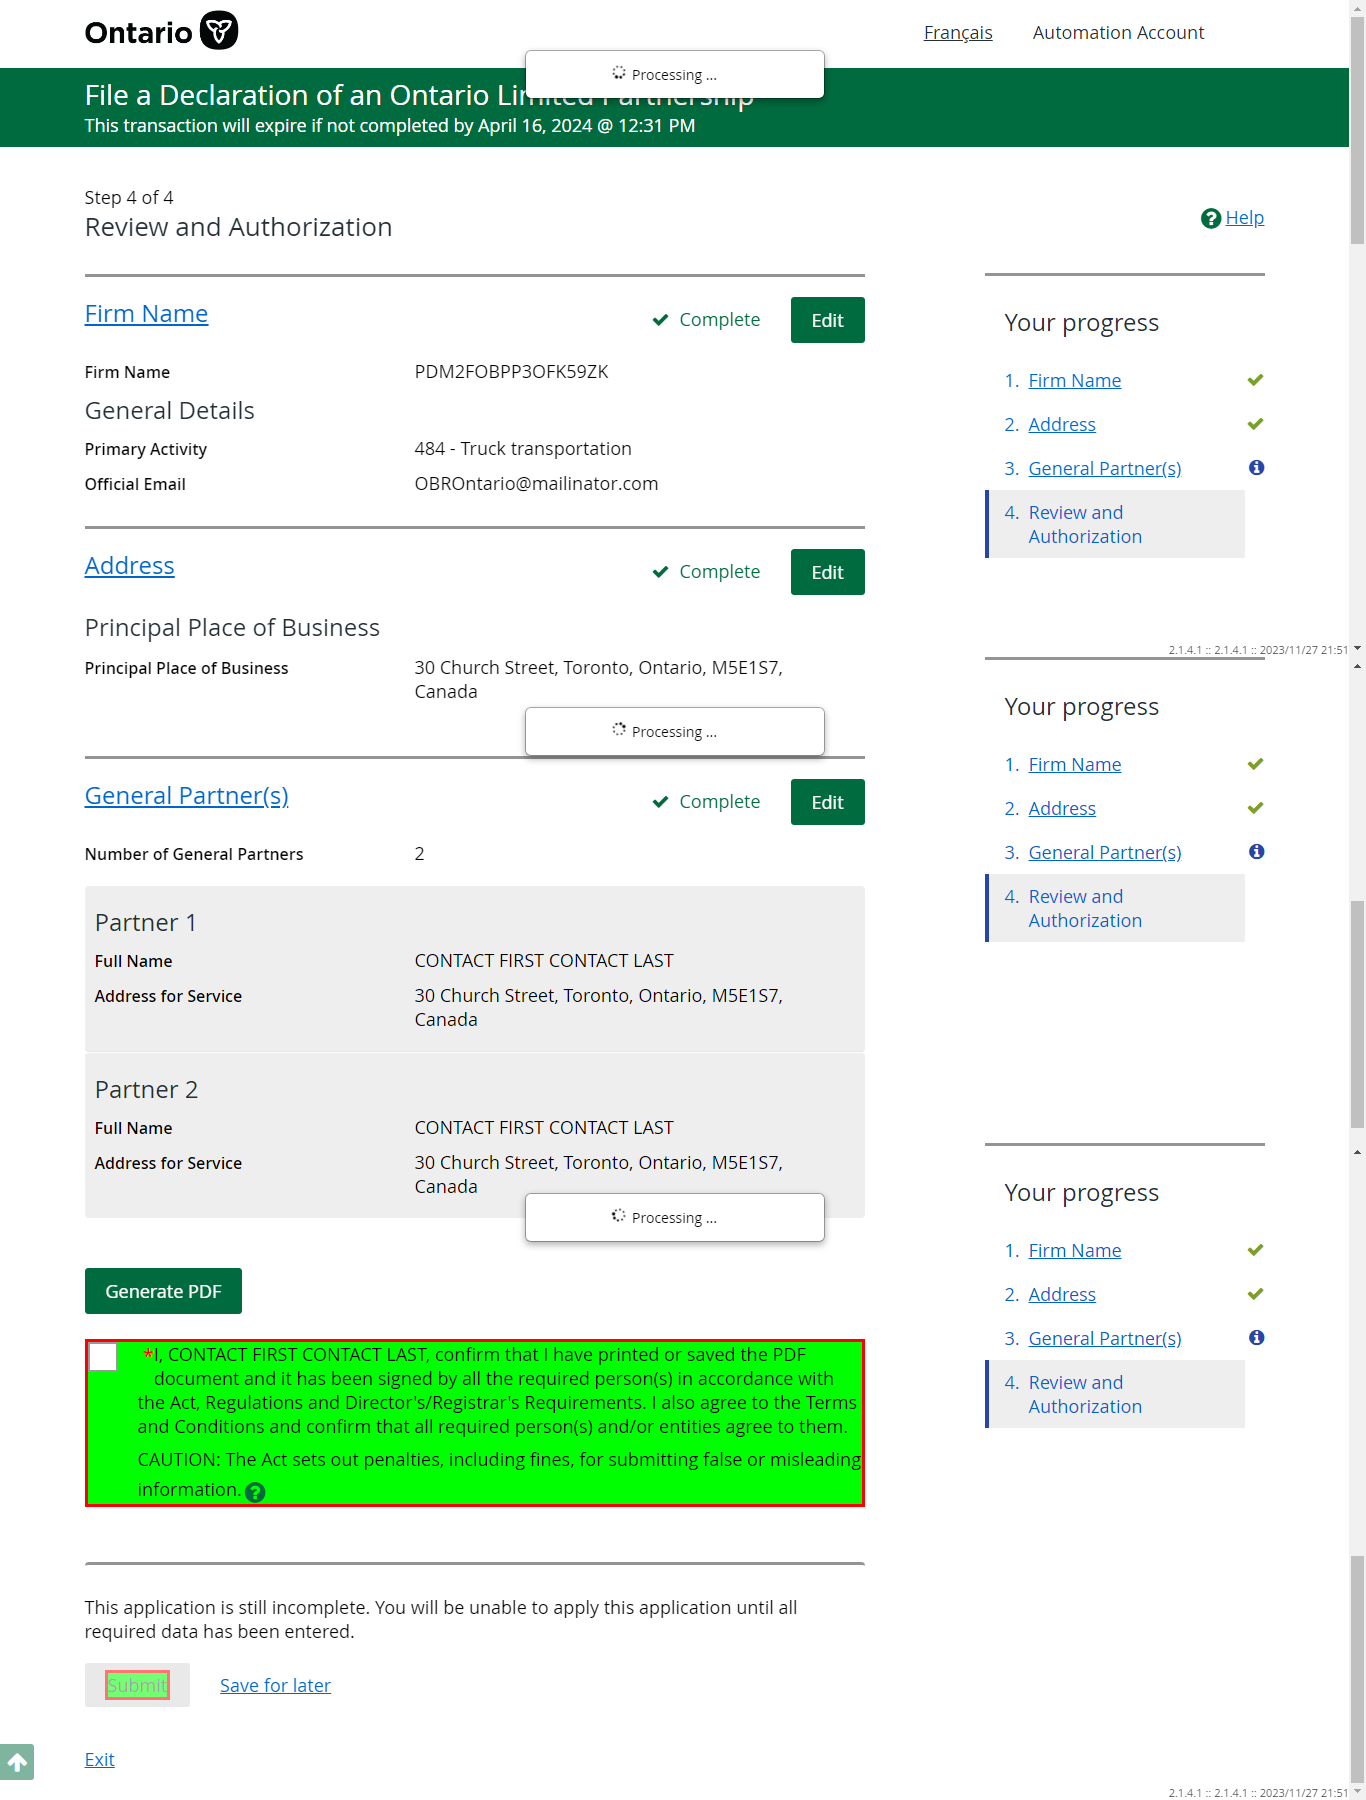 Ontario
Français
Automation Account
Processing ...
File a Declaration of an Ontario Limited Partnership
This transaction will expire if not completed by April 16, 2024 @ 12:31 PM
Step 4 of 4
Review and Authorization
Help
Firm Name
Complete
Edit
Firm Name PDM2FOBPP3OFK59ZK
General Details
Primary Activity 484 - Truck transportation
Official Email OBROntario@mailinator.com
Your progress
1. Firm Name
2. Address
3. General Partner(s)
4. Review and
Authorization
Address
Complete
Edit
Principal Place of Business
Principal Place of Business 30 Church Street, Toronto, Ontario, M5E1S7,
Canada
2.1.4.1 :: 2.1.4.1 :: 2023/11/27 21:51
Processing ...
General Partner(s)
Complete
Edit
Number of General Partners 2
Your progress
1. Firm Name
2. Address
3. General Partner(s)
4. Review and
Authorization
Partner 1
Full Name CONTACT FIRST CONTACT LAST
Address for Service 30 Church Street, Toronto, Ontario, M5E1S7,
Canada
Partner 2
Full Name CONTACT FIRST CONTACT LAST
Address for Service 30 Church Street, Toronto, Ontario, M5E1S7,
Canada
Processing ...
Your progress
1. Firm Name
2. Address
3. General Partner(s)
4. Review and
Authorization
Generate PDF
*I, CONTACT FIRST CONTACT LAST, confirm that I have printed or saved the PDF
document and it has been signed by all the required person(s) in accordance with
the Act, Regulations and Director's/Registrar's Requirements. I also agree to the Terms
and Conditions and confirm that all required person(s) and/or entities agree to them.
CAUTION: The Act sets out penalties, including fines, for submitting false or misleading
information.
This application is still incomplete. You will be unable to apply this application until all
required data has been entered.
Submit
Save for later
Exit
2.1.4.1 :: 2.1.4.1 :: 2023/11/27 21:51